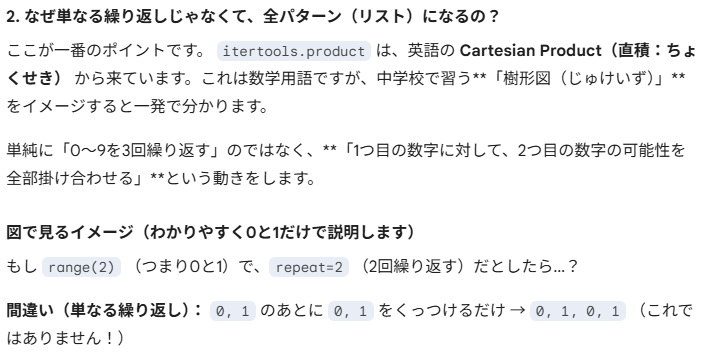 2. なぜ単なる繰り返しじゃなくて、全パターン（リスト）になるの？
ここが一番のポイントです。 itertools.product は、英語の Cartesian Product（直積：ちょ
くせき） から来ています。これは数学用語ですが、中学校で習う**「樹形図（じゅけいず）」**
をイメージすると一発で分かります。
単純に「0〜9を3回繰り返す」のではなく、**「1つ目の数字に対して、2つ目の数字の可能性を
全部掛け合わせる」**という動きをします。
図で見るイメージ（わかりやすく0と1だけで説明します）
もし range(2) （つまり0と1）で、 repeat=2 （2回繰り返す）だとしたら...？
間違い（単なる繰り返し）： 0, 1 のあとに 0, 1 をくっつけるだけ → 0, 1, 0, 1 （これで
はありません！）